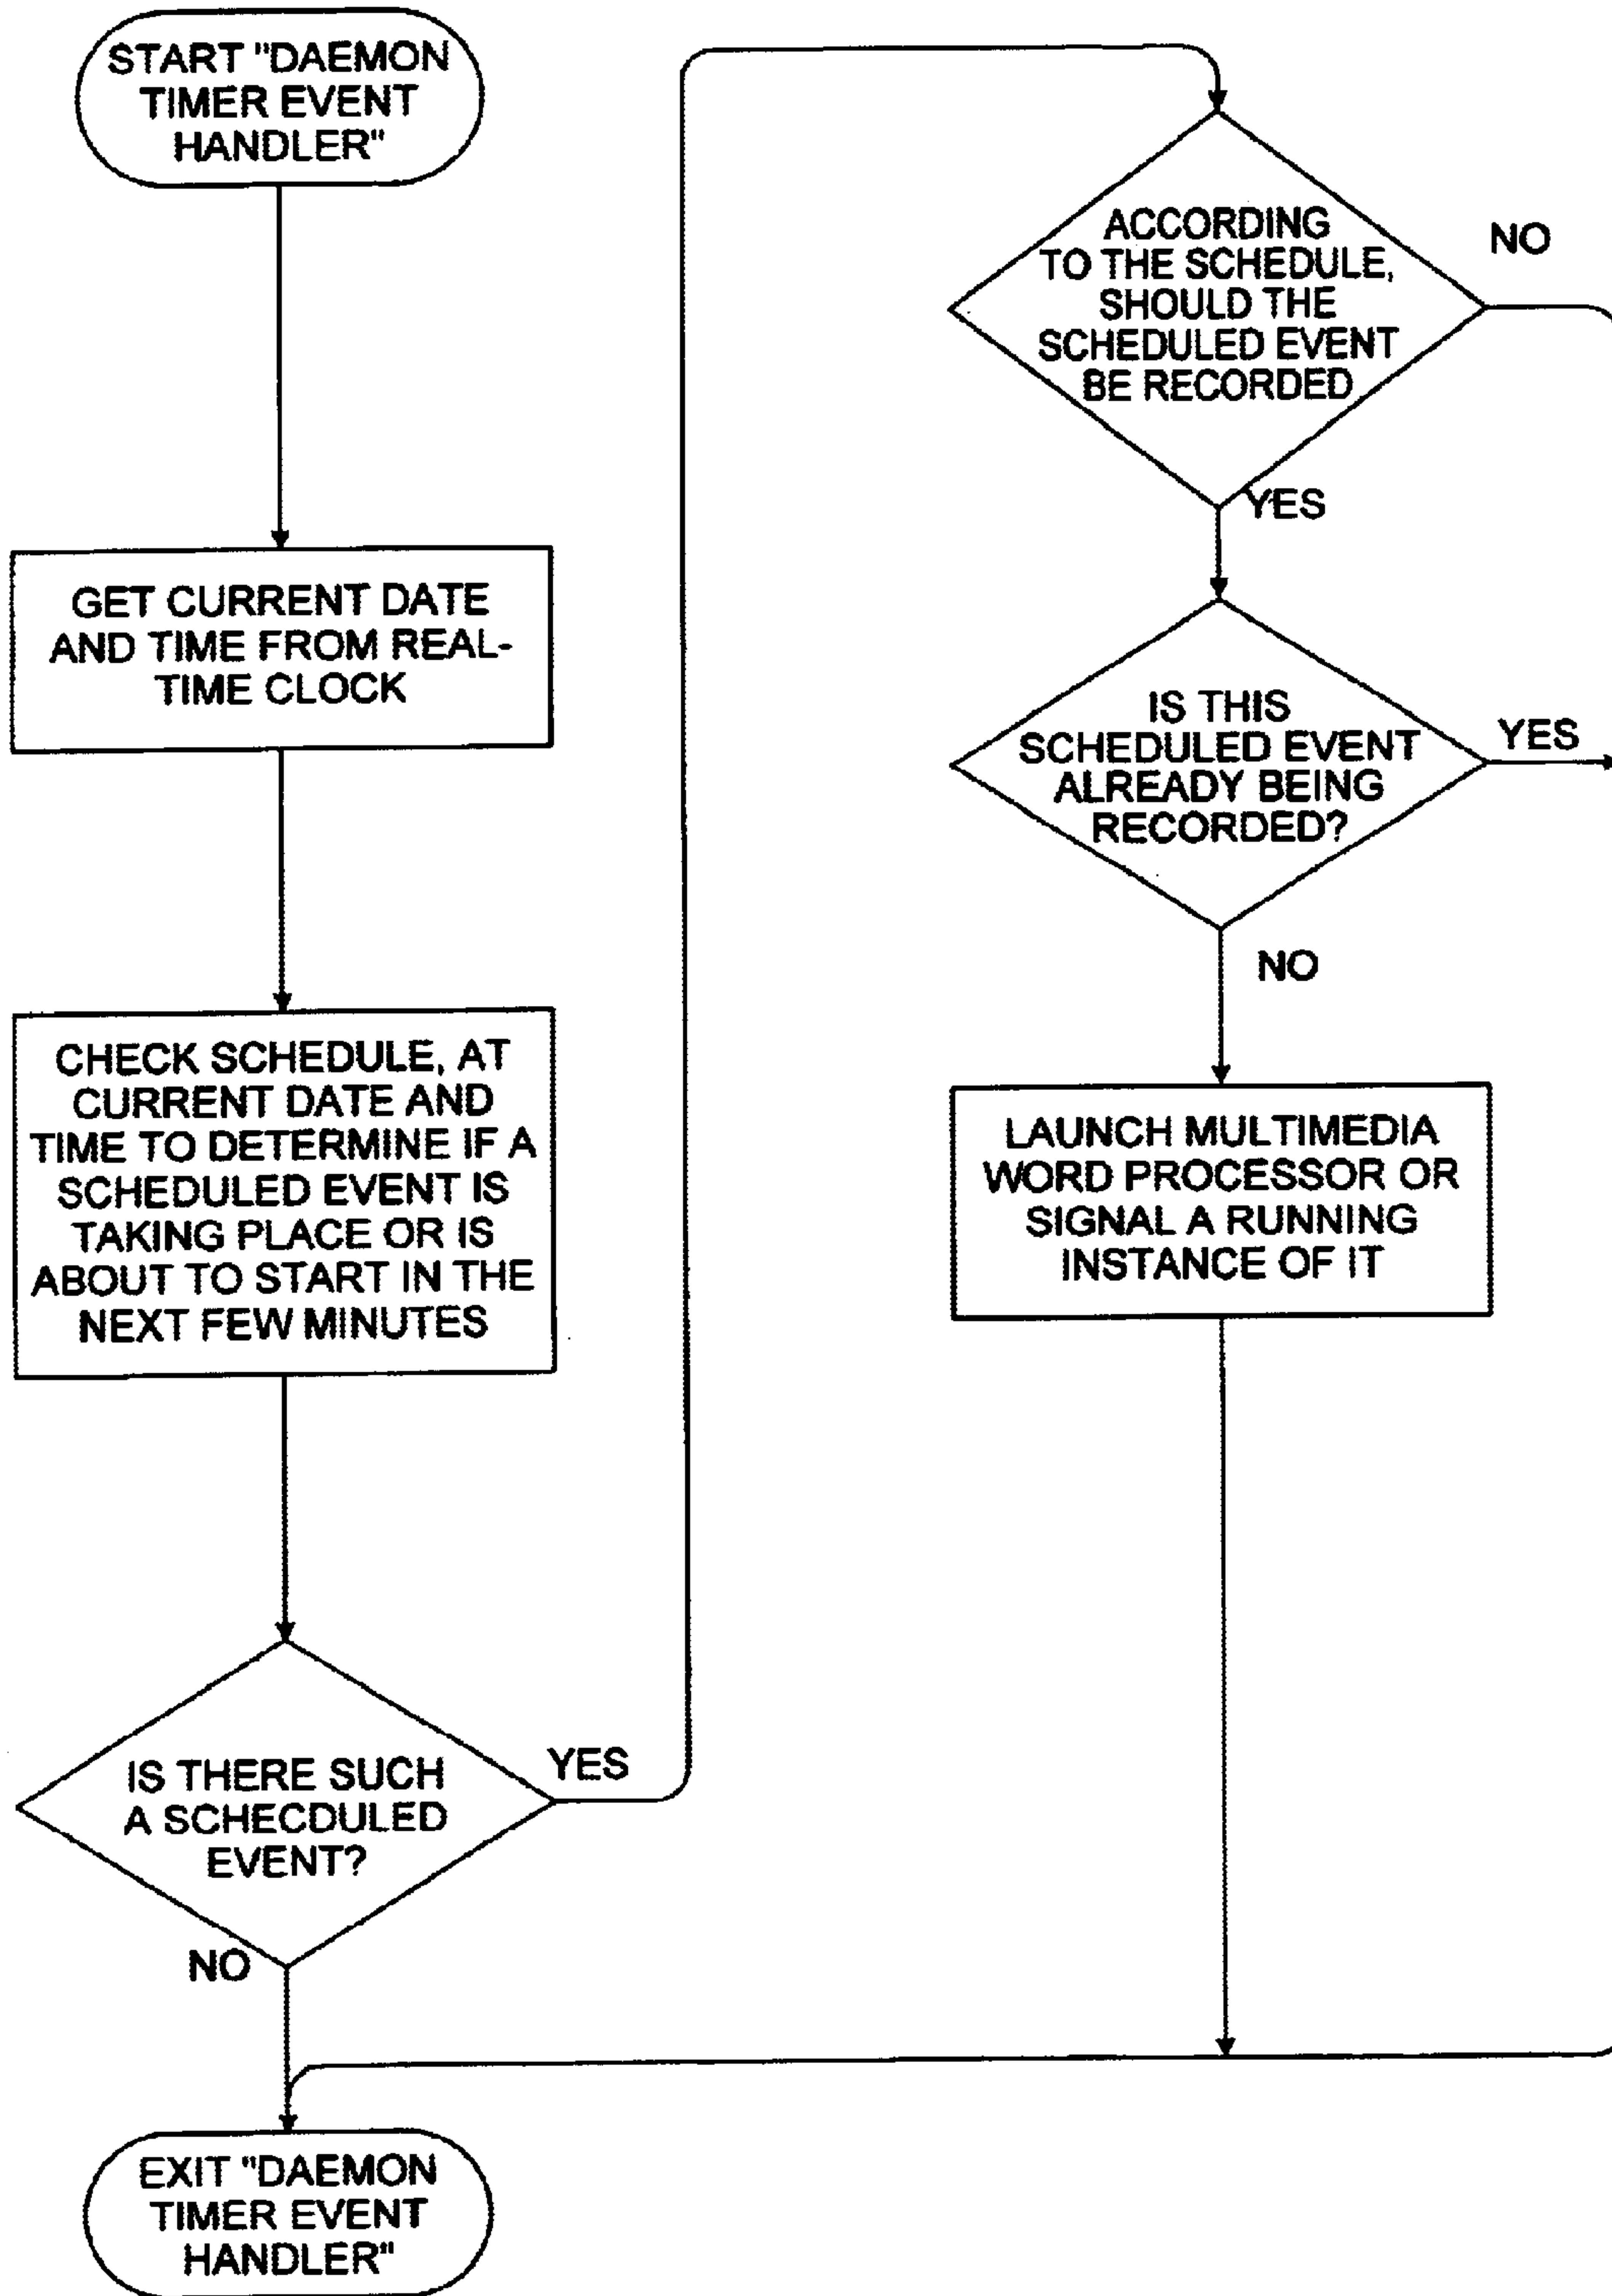 START "DAEMON
TIMER EVENT
HANDLER"
GET CURRENT DATE
AND TIME FROM REAL-
TIME CLOCK
CHECK SCHEDULE, AT
CURRENT DATE AND
TIME TO DETERMINE IF A
SCHEDULED EVENT IS
TAKING PLACE OR IS
ABOUT TO START IN THE
NEXT FEW MINUTES
IS THERE SUCH
A SCHECDULED
EVENT?
YES
NO
EXIT "DAEMON
TIMER EVENT
HANDLER"
ACCORDING
TO THE SCHEDULE,
SHOULD THE
SCHEDULED EVENT
BE RECORDED
NO
YES
IS THIS
SCHEDULED EVENT
ALREADY BEING
RECORDED?
YES
NO
LAUNCH MULTIMEDIA
WORD PROCESSOR OR
SIGNAL A RUNNING
INSTANCE OF IT